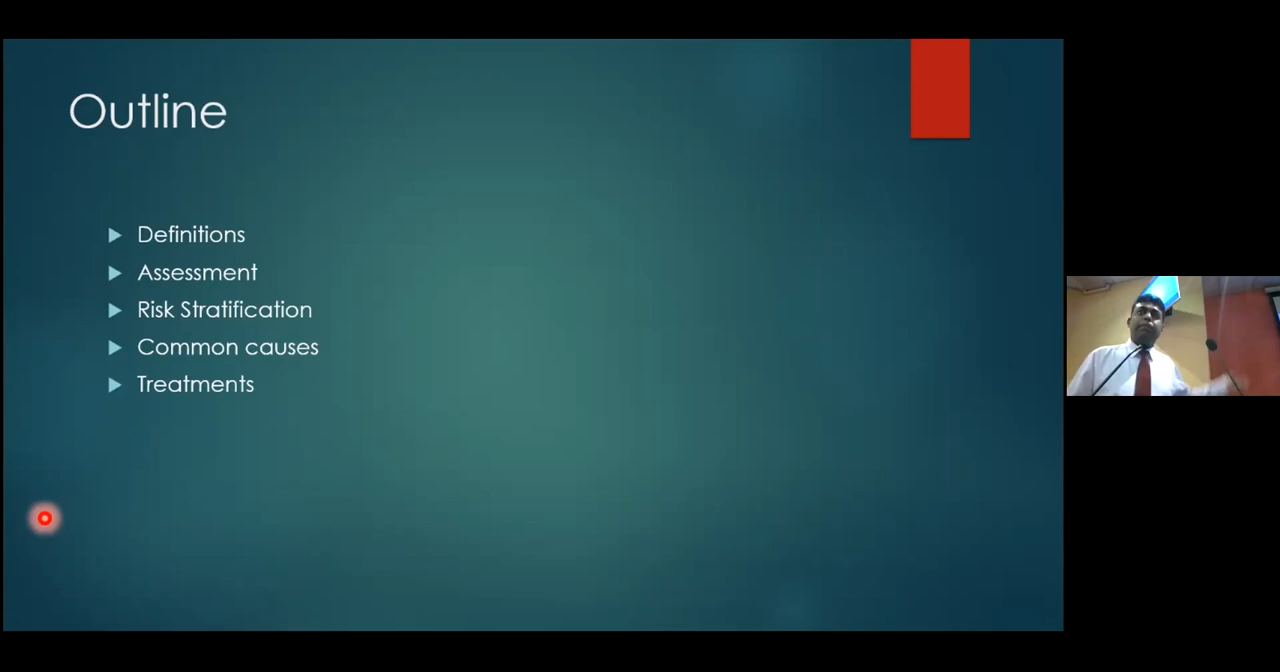 Outline
Definitions
Assessment
Risk Stratification
Common causes
Treatments